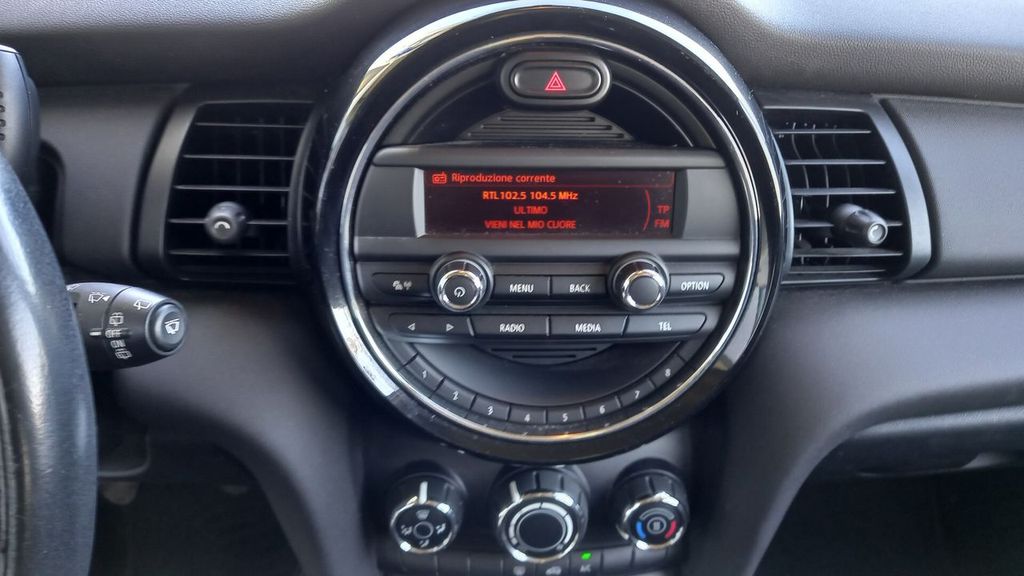 Riproduzione corrente
RTL102.5 104.5 MHz
ULTIMO
TP
VIENI NEL MIO CUORE
FM
MENU
BACK
OPTION
RADIO
MEDIA
TEL
1 2 3 4 5 6 7 8
OFF